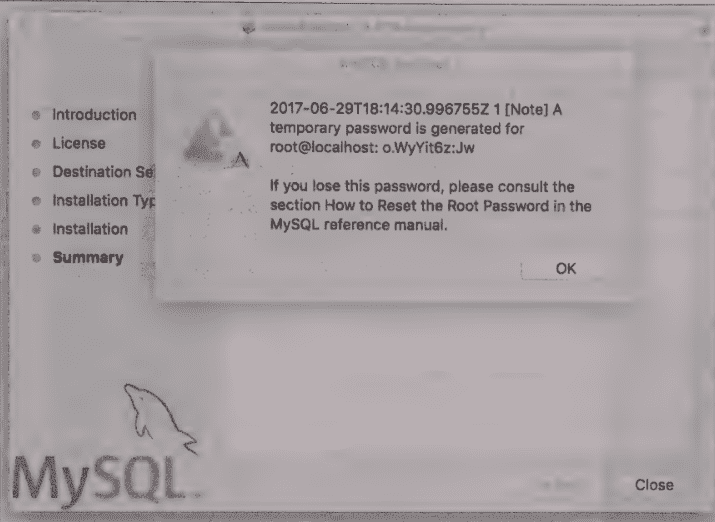 Introduction
License
Destination Se
Installation Typ
Installation
Summary
2017-06-29T18:14:30.996755Z 1 [Note] A
temporary password is generated for
root@localhost: o.WyYit6z:Jw
If you lose this password, please consult the
section How to Reset the Root Password in the
MySQL reference manual.
OK
MySQL
Close